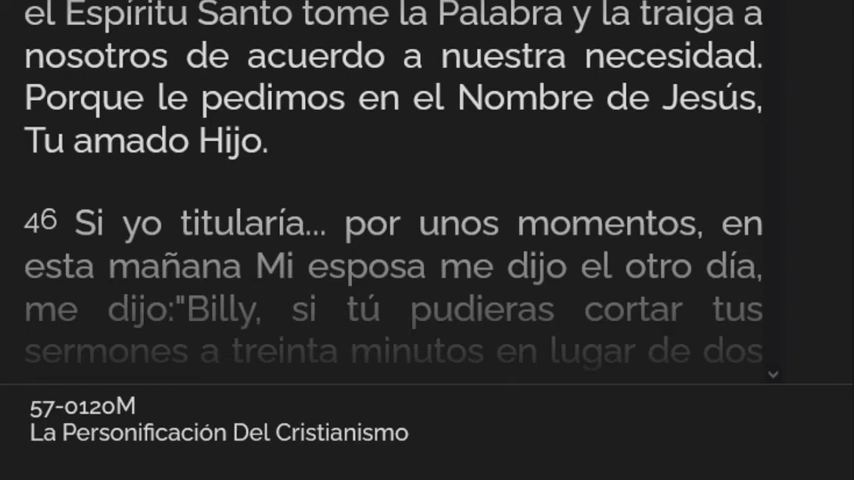 el Espíritu Santo tome la Palabra y la traiga a
nosotros de acuerdo a nuestra necesidad.
Porque le pedimos en el Nombre de Jesús,
Tu amado Hijo.
46 Si yo titularía... por unos momentos, en
esta mañana Mi esposa me dijo el otro día,
me dijo:"Billy, si tú pudieras cortar tus
sermones a treinta minutos en lugar de dos
57-0120M
La Personificación Del Cristianismo